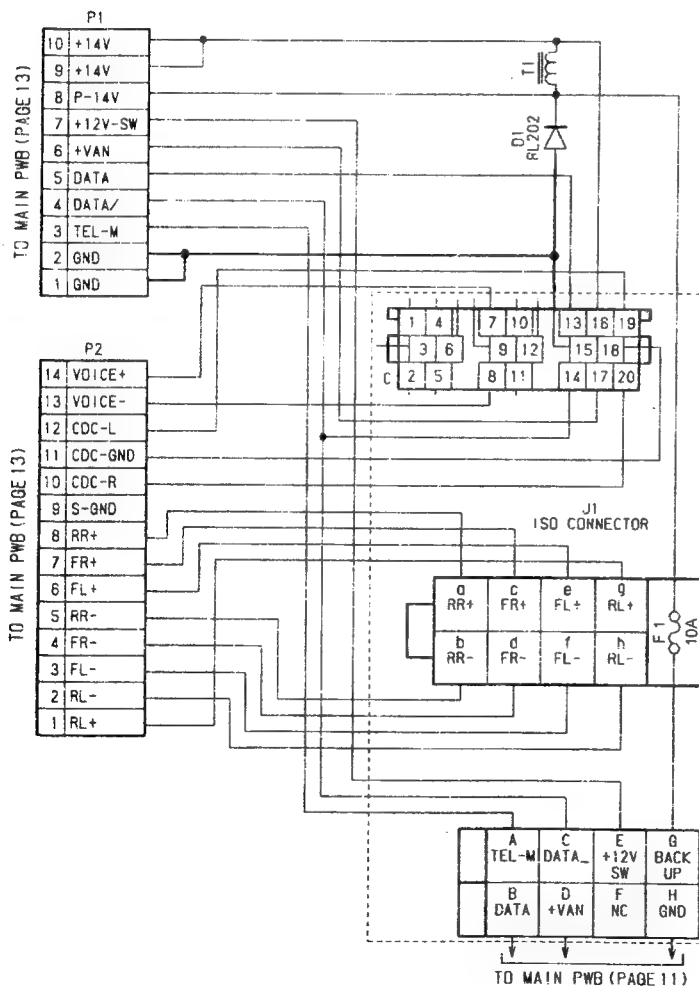 P1
10 +14V
9 +14V
8 P-14V
7 +12V-SW
6 +VAN
5 DATA
4 DATA/
3 TEL-M
2 GND
1 GND
TO MAIN PWB (PAGE 13)
T1
D1
RL202
P2
14 VOICE+
13 VOICE-
12 CDC-L
11 CDC-GND
10 CDC-R
9 S-GND
8 RR+
7 FR+
6 FL+
5 RR-
4 FR-
3 FL-
2 RL-
1 RL+
TO MAIN PWB (PAGE 13)
1 4 7 10 13 16 19
3 6 9 12 15 18
C 2 5 8 11 14 17 20
J1
ISO CONNECTOR
a c e g
RR+ FR+ FL+ RL+
b d f h
RR- FR- FL- RL-
F1
10A
A C E G
TEL-M DATA_ +12V BACK
SW UP
B D F H
DATA +VAN NC GND
TO MAIN PWB (PAGE 11)